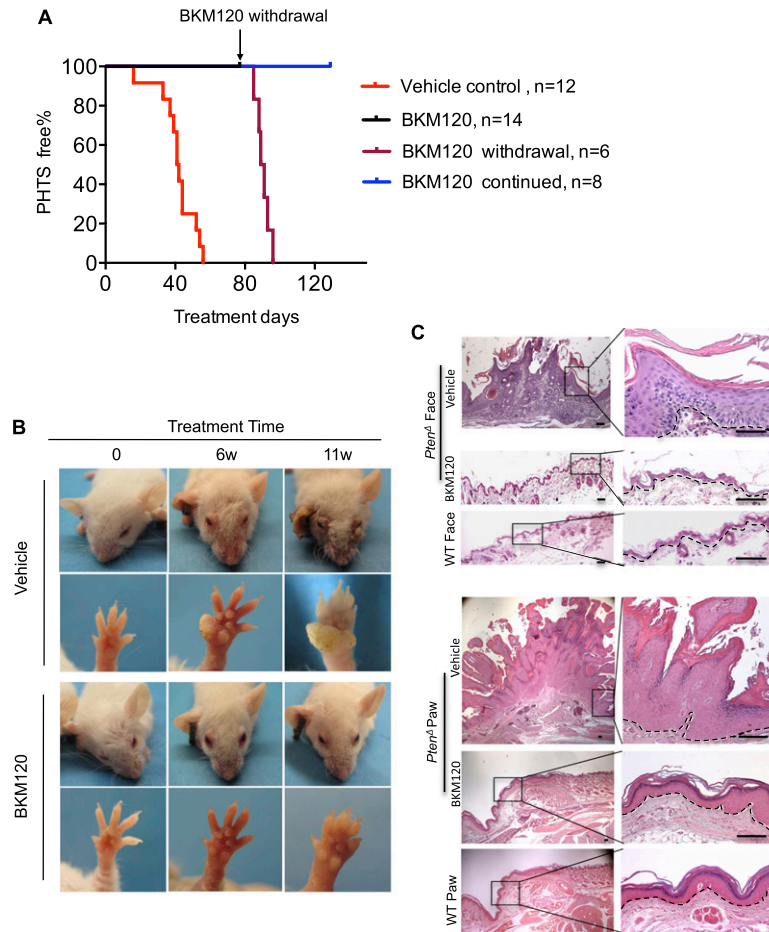 A
BKM120 withdrawal
PHTS free%
100
80
60
40
20
0
0
40
80
120
Treatment days
Vehicle control , n=12
BKM120, n=14
BKM120 withdrawal, n=6
BKM120 continued, n=8
B
Treatment Time
0 6w 11w
Vehicle
BKM120
C
PtenΔ Face
Vehicle
BKM120
WT Face
PtenΔ Paw
Vehicle
BKM120
WT Paw